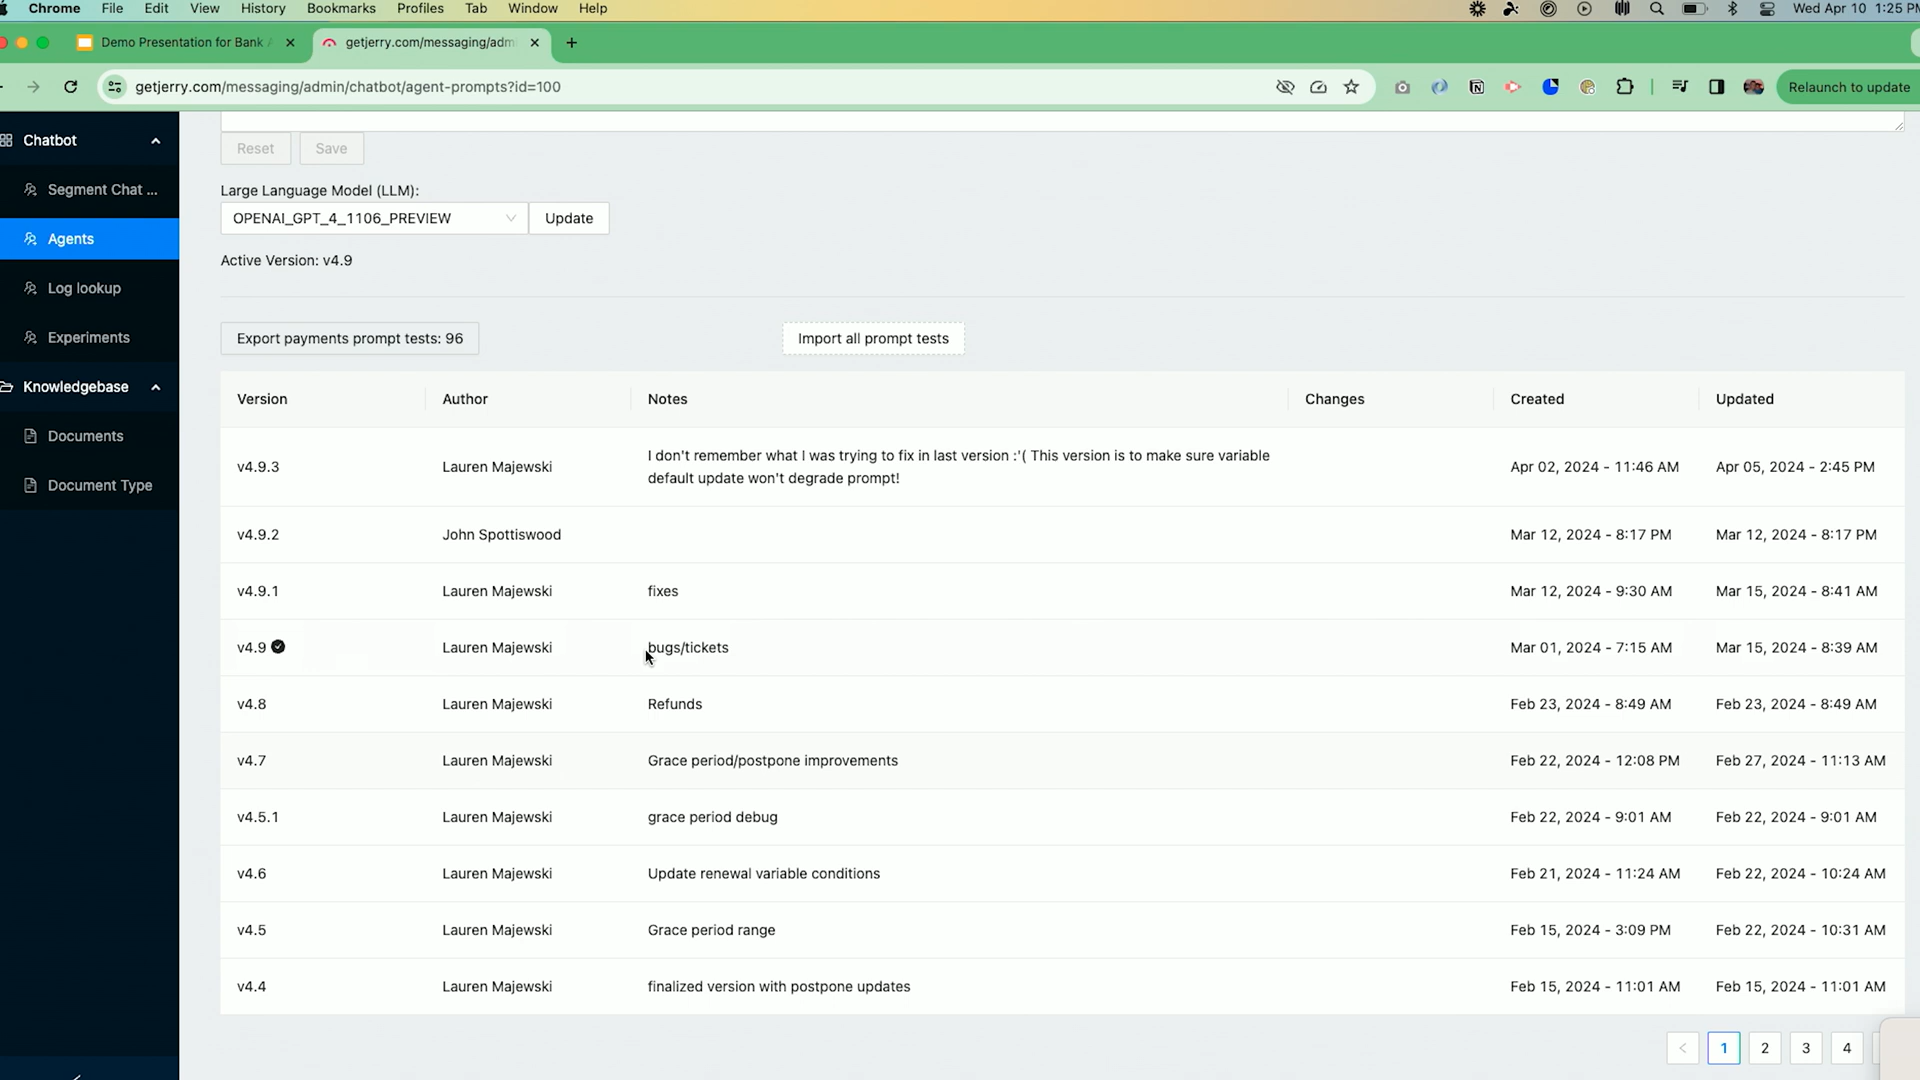 Chrome File Edit View History Bookmarks Profiles Tab Window Help Wed Apr 10 1:25 PM
Demo Presentation for Bank getjerry.com/messaging/adm
getjerry.com/messaging/admin/chatbot/agent-prompts?id=100 Relaunch to update
Chatbot
Segment Chat ...
Agents
Log lookup
Experiments
Knowledgebase
Documents
Document Type
Reset Save
Large Language Model (LLM):
OPENAI_GPT_4_1106_PREVIEW Update
Active Version: v4.9
Export payments prompt tests: 96 Import all prompt tests
Version Author Notes Changes Created Updated
v4.9.3 Lauren Majewski I don't remember what I was trying to fix in last version :'( This version is to make sure variable Apr 02, 2024 - 11:46 AM Apr 05, 2024 - 2:45 PM
default update won't degrade prompt!
v4.9.2 John Spottiswood Mar 12, 2024 - 8:17 PM Mar 12, 2024 - 8:17 PM
v4.9.1 Lauren Majewski fixes Mar 12, 2024 - 9:30 AM Mar 15, 2024 - 8:41 AM
v4.9 Lauren Majewski bugs/tickets Mar 01, 2024 - 7:15 AM Mar 15, 2024 - 8:39 AM
v4.8 Lauren Majewski Refunds Feb 23, 2024 - 8:49 AM Feb 23, 2024 - 8:49 AM
v4.7 Lauren Majewski Grace period/postpone improvements Feb 22, 2024 - 12:08 PM Feb 27, 2024 - 11:13 AM
v4.5.1 Lauren Majewski grace period debug Feb 22, 2024 - 9:01 AM Feb 22, 2024 - 9:01 AM
v4.6 Lauren Majewski Update renewal variable conditions Feb 21, 2024 - 11:24 AM Feb 22, 2024 - 10:24 AM
v4.5 Lauren Majewski Grace period range Feb 15, 2024 - 3:09 PM Feb 22, 2024 - 10:31 AM
v4.4 Lauren Majewski finalized version with postpone updates Feb 15, 2024 - 11:01 AM Feb 15, 2024 - 11:01 AM
< 1 2 3 4